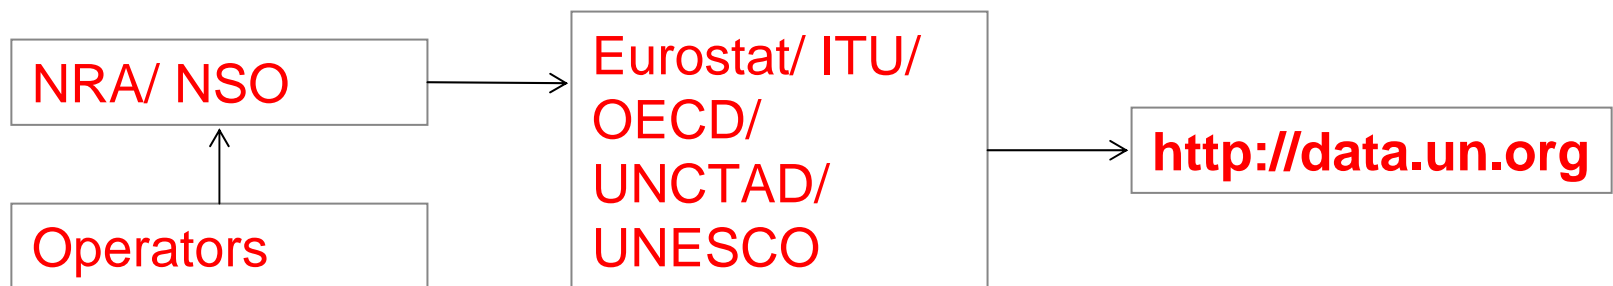 NRA/ NSO
Operators
Eurostat/ ITU/
OECD/
UNCTAD/
UNESCO
http://data.un.org